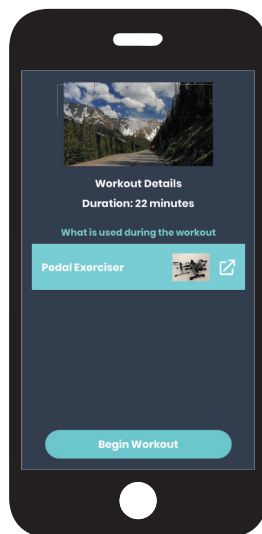 Workout Details
Duration: 22 minutes
What is used during the workout
Pedal Exerciser
Begin Workout